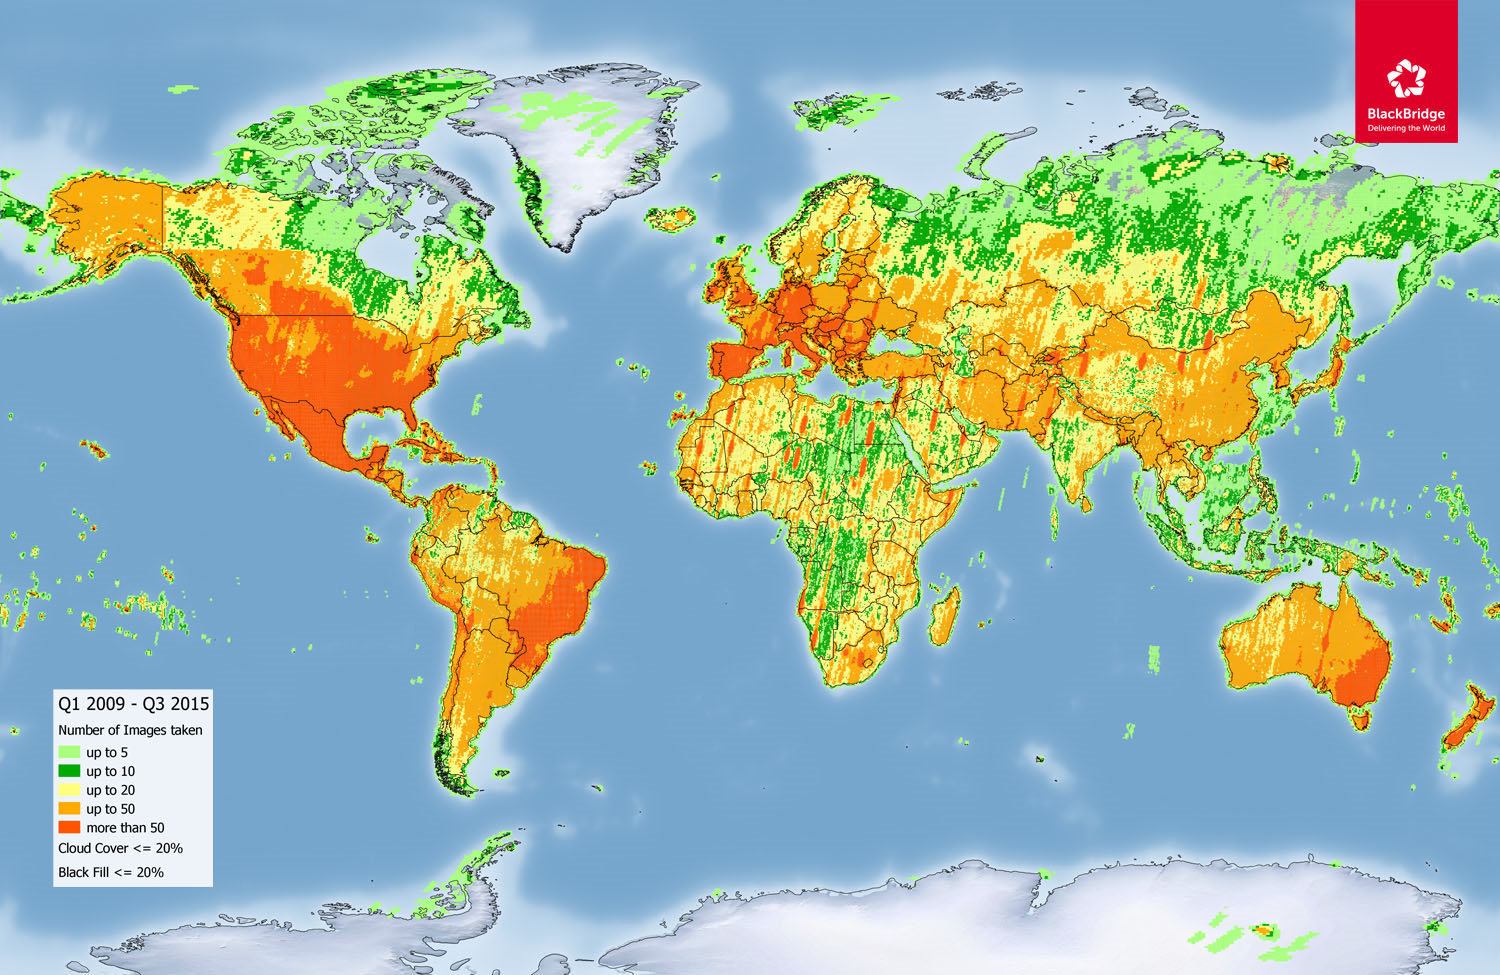 BlackBridge
Delivering the World
Q1 2009 - Q3 2015
Number of Images taken
up to 5
up to 10
up to 20
up to 50
more than 50
Cloud Cover <= 20%
Black Fill <= 20%